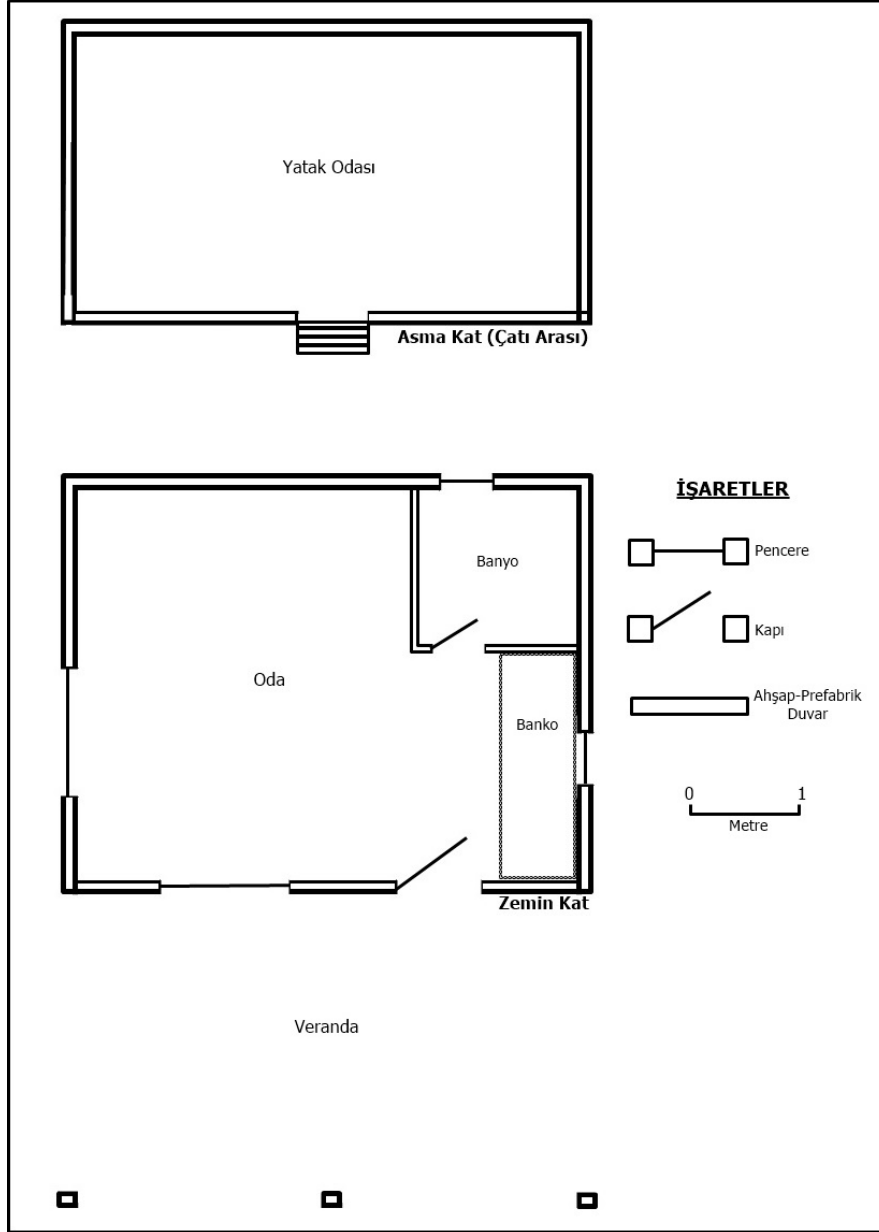 Yatak Odası
Asma Kat (Çatı Arası)
Banyo
Oda
Banko
Zemin Kat
Veranda
İŞARETLER
Pencere
Kapı
Ahşap-Prefabrik
Duvar
0 1
Metre